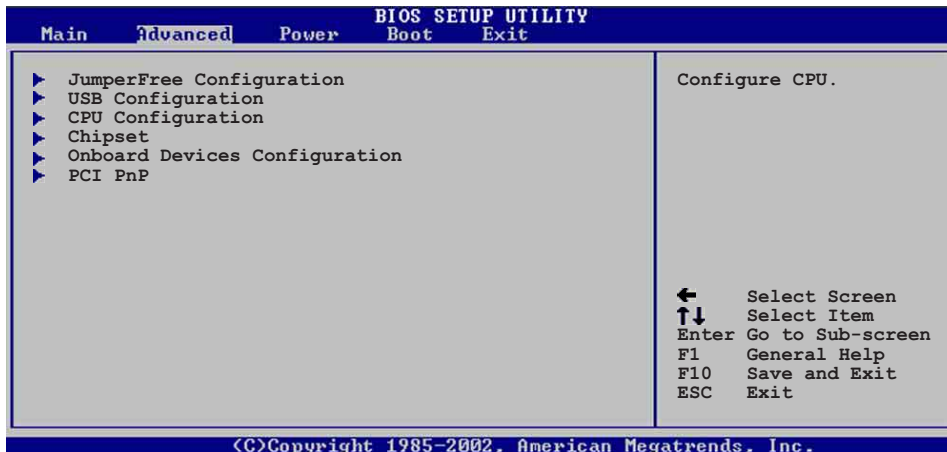 BIOS SETUP UTILITY
Main Advanced Power Boot Exit
JumperFree Configuration
USB Configuration
CPU Configuration
Chipset
Onboard Devices Configuration
PCI PnP
Configure CPU.
← Select Screen
↑↓ Select Item
Enter Go to Sub-screen
F1 General Help
F10 Save and Exit
ESC Exit
(C)Copyright 1985-2002, American Megatrends, Inc.